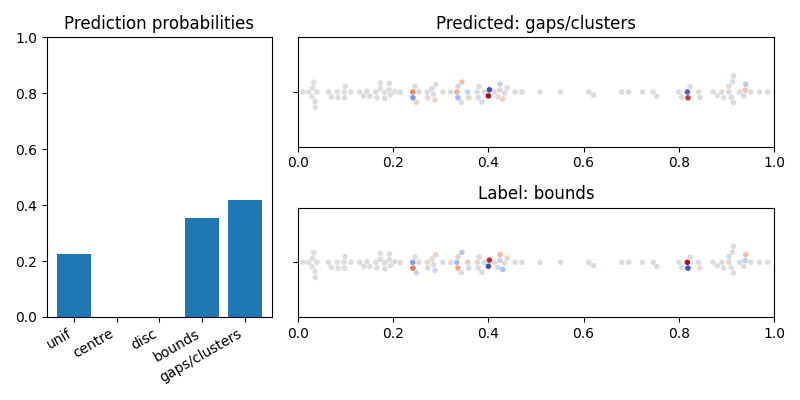 Prediction probabilities
1.0
0.8
0.6
0.4
0.2
0.0
unif
centre
disc
bounds
gaps/clusters
Predicted: gaps/clusters
0.0 0.2 0.4 0.6 0.8 1.0
Label: bounds
0.0 0.2 0.4 0.6 0.8 1.0